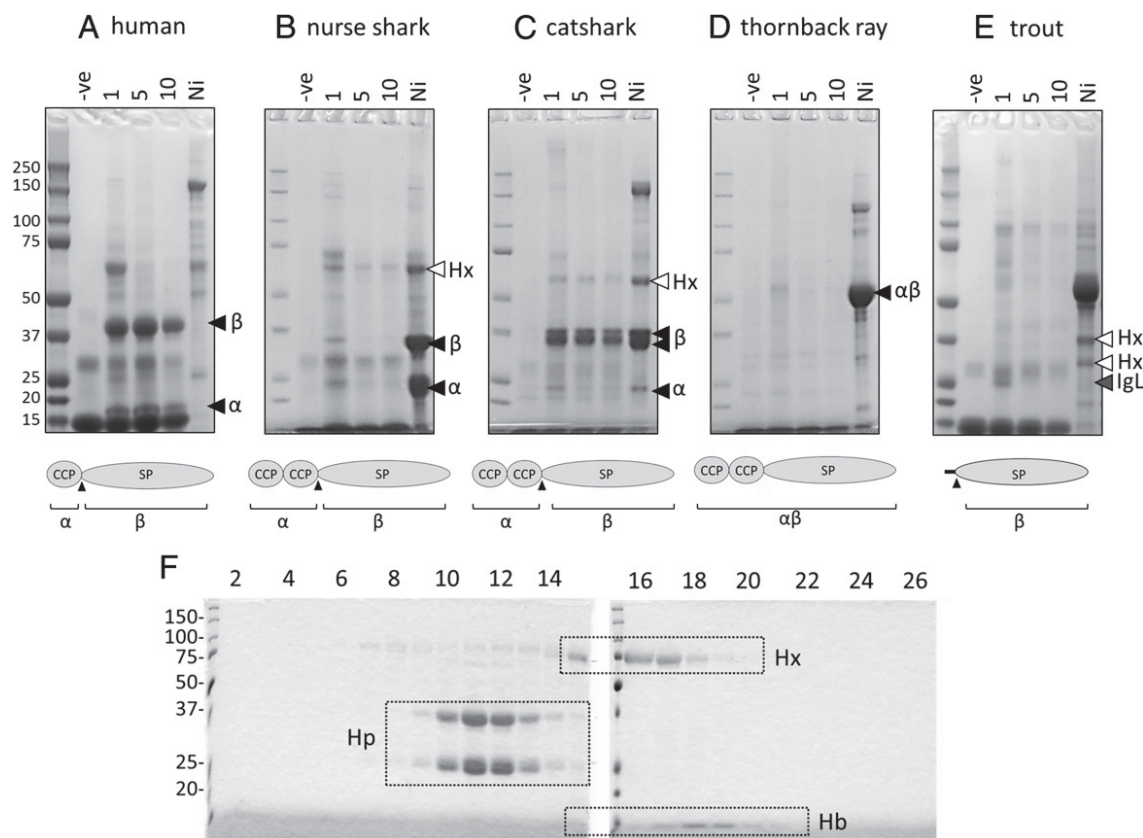 A human B nurse shark C catshark D thornback ray E trout
-ve 1 5 10 Ni -ve 1 5 10 Ni -ve 1 5 10 Ni -ve 1 5 10 Ni -ve 1 5 10 Ni
250
150
100
75
50
37
25
20
15
β
α
Hx
β
α
Hx
β
α
αβ
Hx
Hx
IgL
CCP SP CCP CCP SP CCP CCP SP CCP CCP SP SP
α β α β α β αβ β
F 2 4 6 8 10 12 14 16 18 20 22 24 26
150-
100-
75-
50-
37-
25-
20-
Hx
Hp
Hb